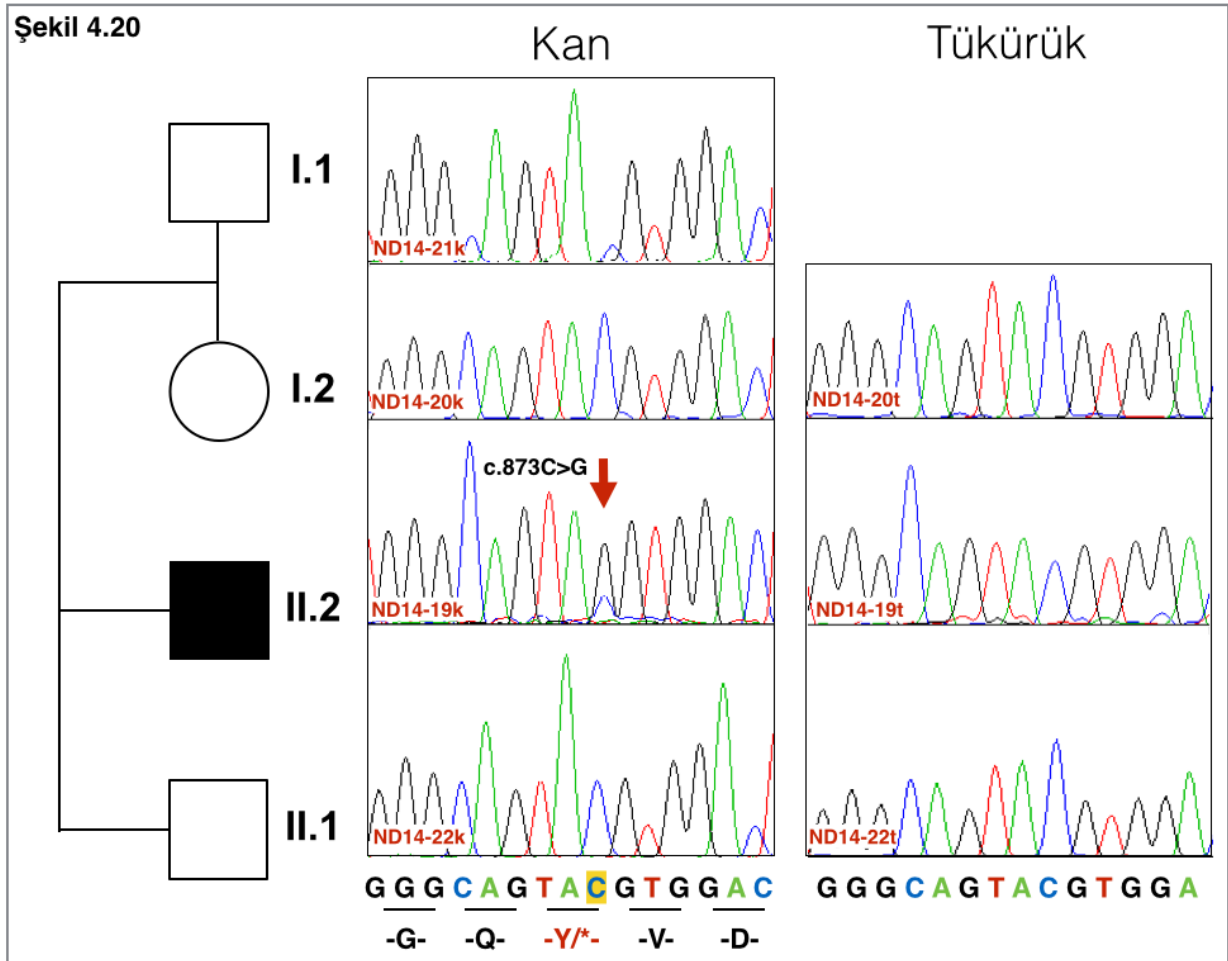 Şekil 4.20
Kan
Tükürük
I.1
ND14-21k
I.2
ND14-20k
ND14-20t
c.873C>G
II.2
ND14-19k
ND14-19t
II.1
ND14-22k
ND14-22t
G G G C A G T A C G T G G A C
G G G C A G T A C G T G G A
-G- -Q- -Y/*- -V- -D-